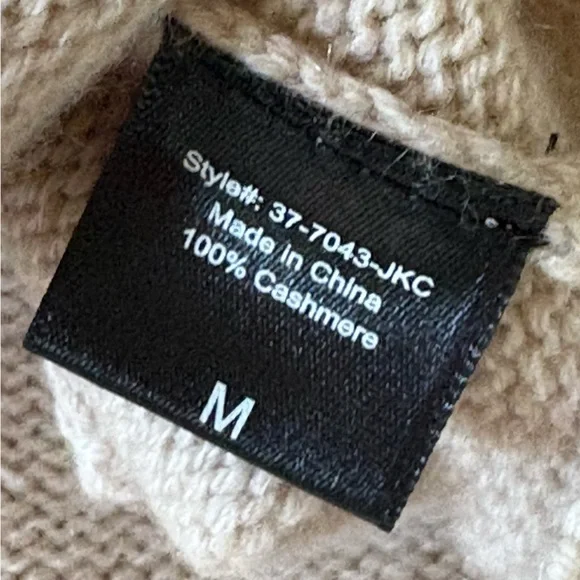 Style#: 37-7043-JKC
Made in China
100% Cashmere
M